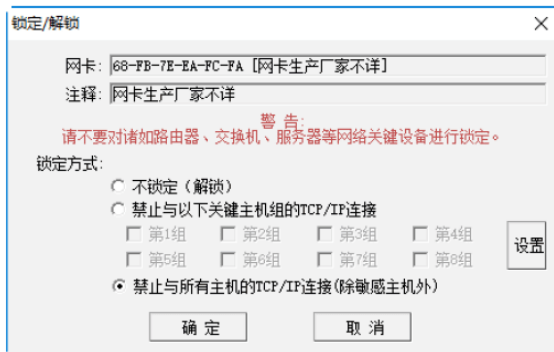 锁定/解锁
网卡: 68-FB-7E-EA-FC-FA [网卡生产厂家不详]
注释: 网卡生产厂家不详
警 告:
请不要对诸如路由器、交换机、服务器等网络关键设备进行锁定。
锁定方式:
不锁定(解锁)
禁止与以下关键主机组的TCP/IP连接
第1组 第2组 第3组 第4组
第5组 第6组 第7组 第8组
设置
禁止与所有主机的TCP/IP连接(除敏感主机外)
确 定 取 消